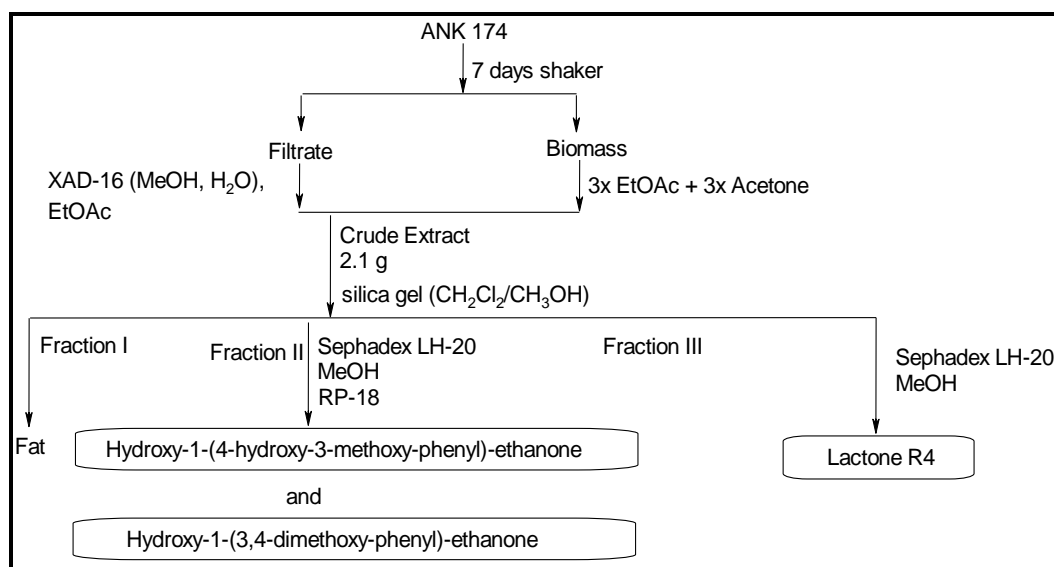 ANK 174
7 days shaker
Filtrate
Biomass
XAD-16 (MeOH, H₂O),
EtOAc
3x EtOAc + 3x Acetone
Crude Extract
2.1 g
silica gel (CH₂Cl₂/CH₃OH)
Fraction I
Fraction II
Sephadex LH-20
MeOH
RP-18
Fraction III
Sephadex LH-20
MeOH
Fat
Hydroxy-1-(4-hydroxy-3-methoxy-phenyl)-ethanone
Lactone R4
and
Hydroxy-1-(3,4-dimethoxy-phenyl)-ethanone